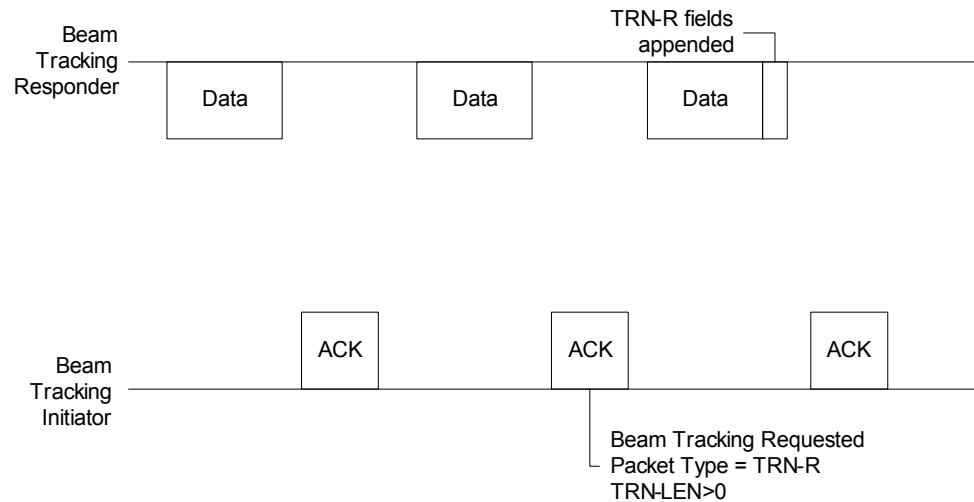 TRN-R fields
appended
Beam
Tracking
Responder
Data
Data
Data
ACK
ACK
ACK
Beam
Tracking
Initiator
Beam Tracking Requested
Packet Type = TRN-R
TRN-LEN>0